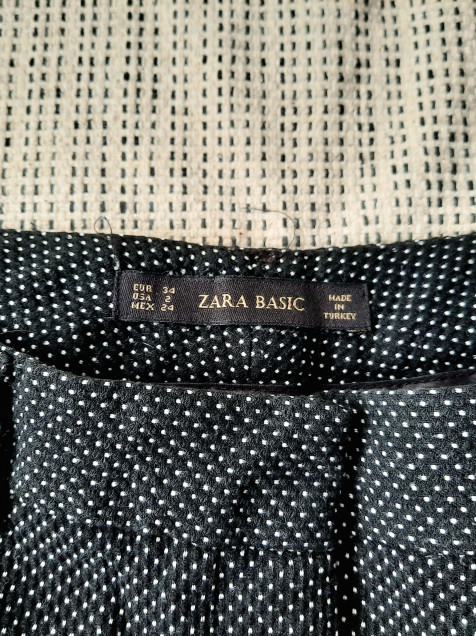 EUR 34
USA 2
MEX 24
ZARA BASIC
MADE
IN
TURKEY